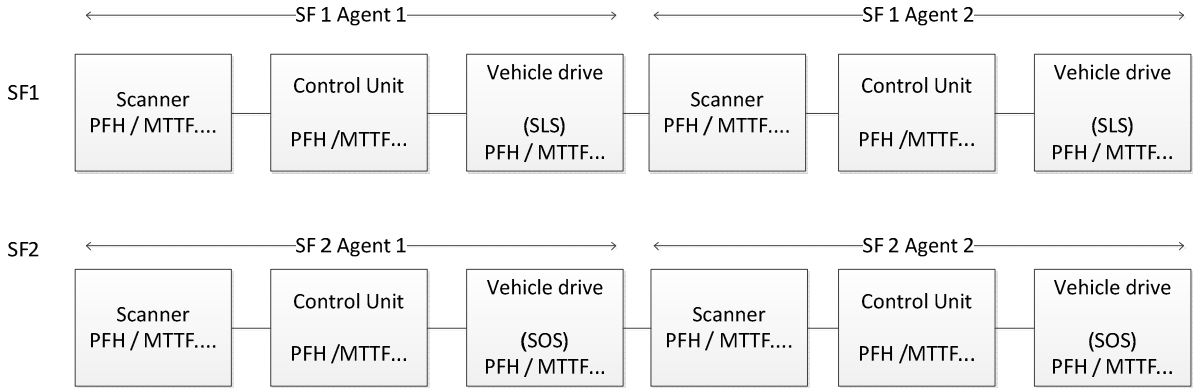 SF 1 Agent 1
SF 1 Agent 2
SF1
Scanner
PFH / MTTF....
Control Unit
PFH /MTTF...
Vehicle drive
(SLS)
PFH / MTTF...
Scanner
PFH / MTTF....
Control Unit
PFH /MTTF...
Vehicle drive
(SLS)
PFH / MTTF...
SF2
SF 2 Agent 1
SF 2 Agent 2
Scanner
PFH / MTTF....
Control Unit
PFH /MTTF...
Vehicle drive
(SOS)
PFH / MTTF...
Scanner
PFH / MTTF....
Control Unit
PFH /MTTF...
Vehicle drive
(SOS)
PFH / MTTF...